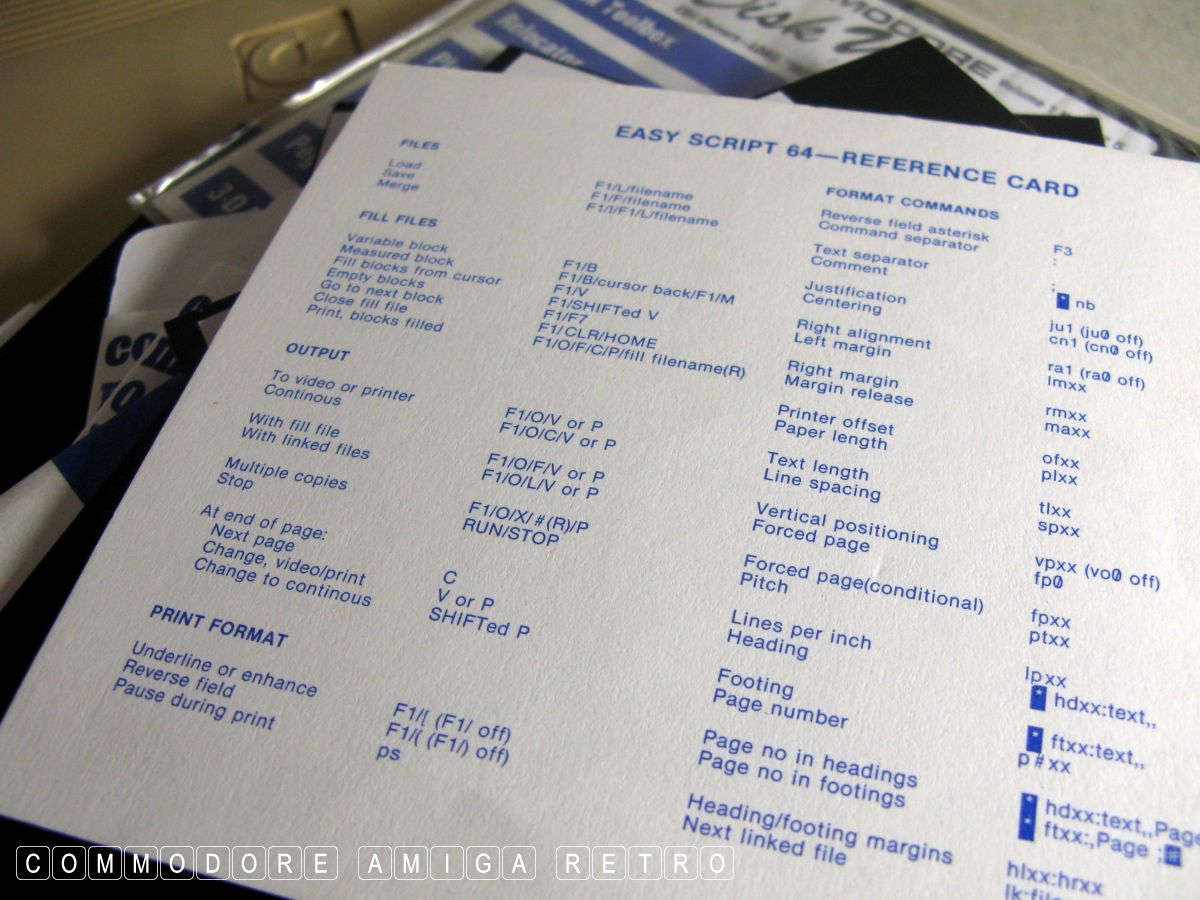 Toolbox
Relocater
Disk
MODORE
3-D
EASY SCRIPT 64—REFERENCE CARD
FILES
Load F1/L/filename
Save F1/F/filename
Merge F1/I/F1/L/filename
FILL FILES
Variable block F1/B
Measured block F1/B/cursor back/F1/M
Fill blocks from cursor F1/V
Empty blocks F1/SHIFTed V
Go to next block F1/F7
Close fill file F1/CLR/HOME
Print, blocks filled F1/O/F/C/P/fill filename(R)
OUTPUT
To video or printer F1/O/V or P
Continous F1/O/C/V or P
With fill file F1/O/F/V or P
With linked files F1/O/L/V or P
Multiple copies F1/O/X/#(R)/P
Stop RUN/STOP
At end of page:
Next page C
Change, video/print V or P
Change to continous SHIFTed P
PRINT FORMAT
Underline or enhance F1/[ (F1/ off)
Reverse field F1/( (F1/) off)
Pause during print ps
FORMAT COMMANDS
Reverse field asterisk F3
Command separator :
Text separator ;
Comment * nb
Justification ju1 (ju0 off)
Centering cn1 (cn0 off)
Right alignment ra1 (ra0 off)
Left margin lmxx
Right margin rmxx
Margin release maxx
Printer offset ofxx
Paper length plxx
Text length tlxx
Line spacing spxx
Vertical positioning vpxx (vo0 off)
Forced page fp0
Forced page(conditional) fpxx
Pitch ptxx
Lines per inch lpxx
Heading * hdxx:text,,
Footing * ftxx:text,,
Page number p#xx
Page no in headings * hdxx:text,,Page
Page no in footings * ftxx:,Page ;#
Heading/footing margins hlxx:hrxx
Next linked file lk:file
COMMODORE AMIGA RETRO